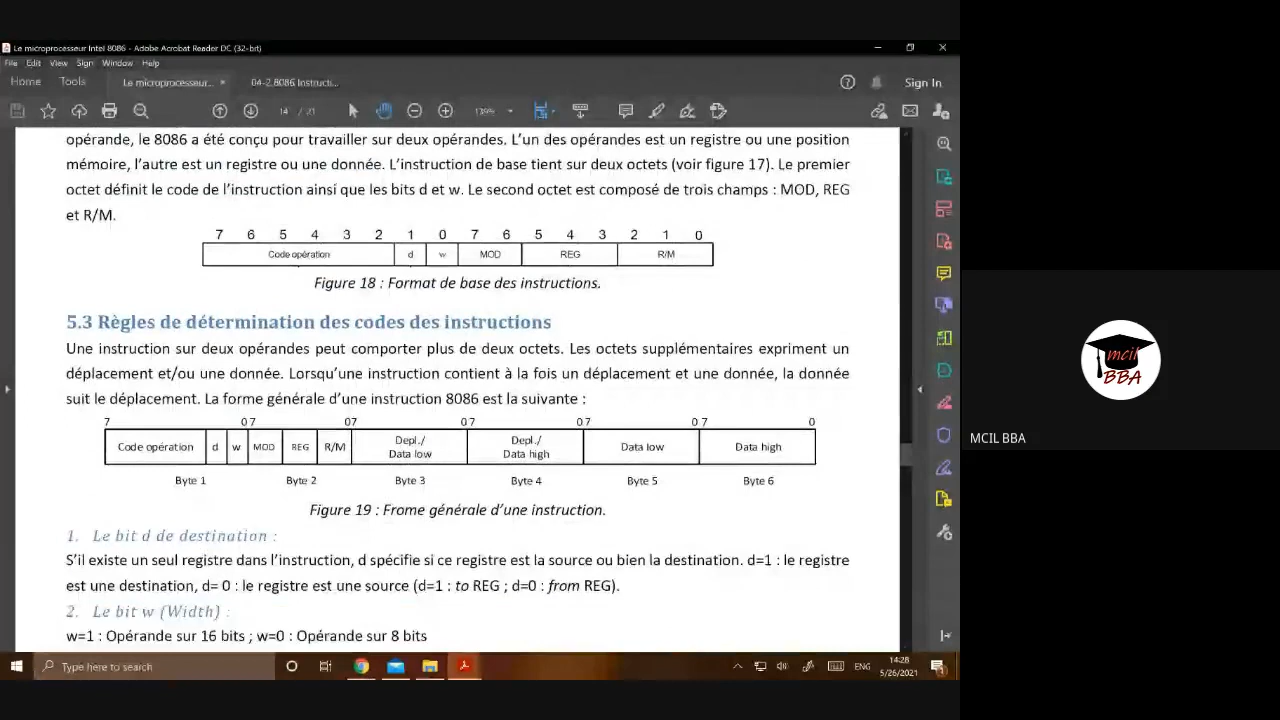 Le microprocesseur Intel 8086 - Adobe Acrobat Reader DC (32-bit)
File Edit View Sign Window Help
Home Tools Le microprocesseur... × 04-2 8086 Instructi... Sign In
14 / 21
139%
opérande, le 8086 a été conçu pour travailler sur deux opérandes. L'un des opérandes est un registre ou une position
mémoire, l'autre est un registre ou une donnée. L'instruction de base tient sur deux octets (voir figure 17). Le premier
octet définit le code de l'instruction ainsi que les bits d et w. Le second octet est composé de trois champs : MOD, REG
et R/M.
7 6 5 4 3 2 1 0 7 6 5 4 3 2 1 0
Code opération d w MOD REG R/M
Figure 18 : Format de base des instructions.
5.3 Règles de détermination des codes des instructions
Une instruction sur deux opérandes peut comporter plus de deux octets. Les octets supplémentaires expriment un
déplacement et/ou une donnée. Lorsqu'une instruction contient à la fois un déplacement et une donnée, la donnée
suit le déplacement. La forme générale d'une instruction 8086 est la suivante :
7 0 7 0 7 0 7 0 7 0 7 0
Code opération d w MOD REG R/M Depl./ Data low Depl./ Data high Data low Data high
Byte 1 Byte 2 Byte 3 Byte 4 Byte 5 Byte 6
Figure 19 : Frome générale d'une instruction.
1. Le bit d de destination :
S'il existe un seul registre dans l'instruction, d spécifie si ce registre est la source ou bien la destination. d=1 : le registre
est une destination, d= 0 : le registre est une source (d=1 : to REG ; d=0 : from REG).
2. Le bit w (Width) :
w=1 : Opérande sur 16 bits ; w=0 : Opérande sur 8 bits
Type here to search
ENG
14:28
5/26/2021
mcil
BBA
MCIL BBA